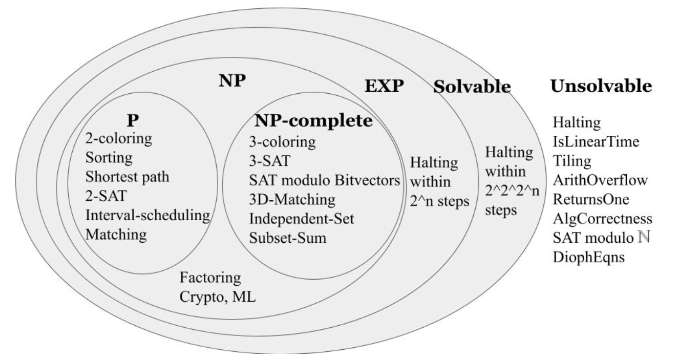 NP
EXP
Solvable
Unsolvable
P
2-coloring
Sorting
Shortest path
2-SAT
Interval-scheduling
Matching
NP-complete
3-coloring
3-SAT
SAT modulo Bitvectors
3D-Matching
Independent-Set
Subset-Sum
Factoring
Crypto, ML
Halting
within
2^n steps
Halting
within
2^2^2^n
steps
Halting
IsLinearTime
Tiling
ArithOverflow
ReturnsOne
AlgCorrectness
SAT modulo ℕ
DiophEqns